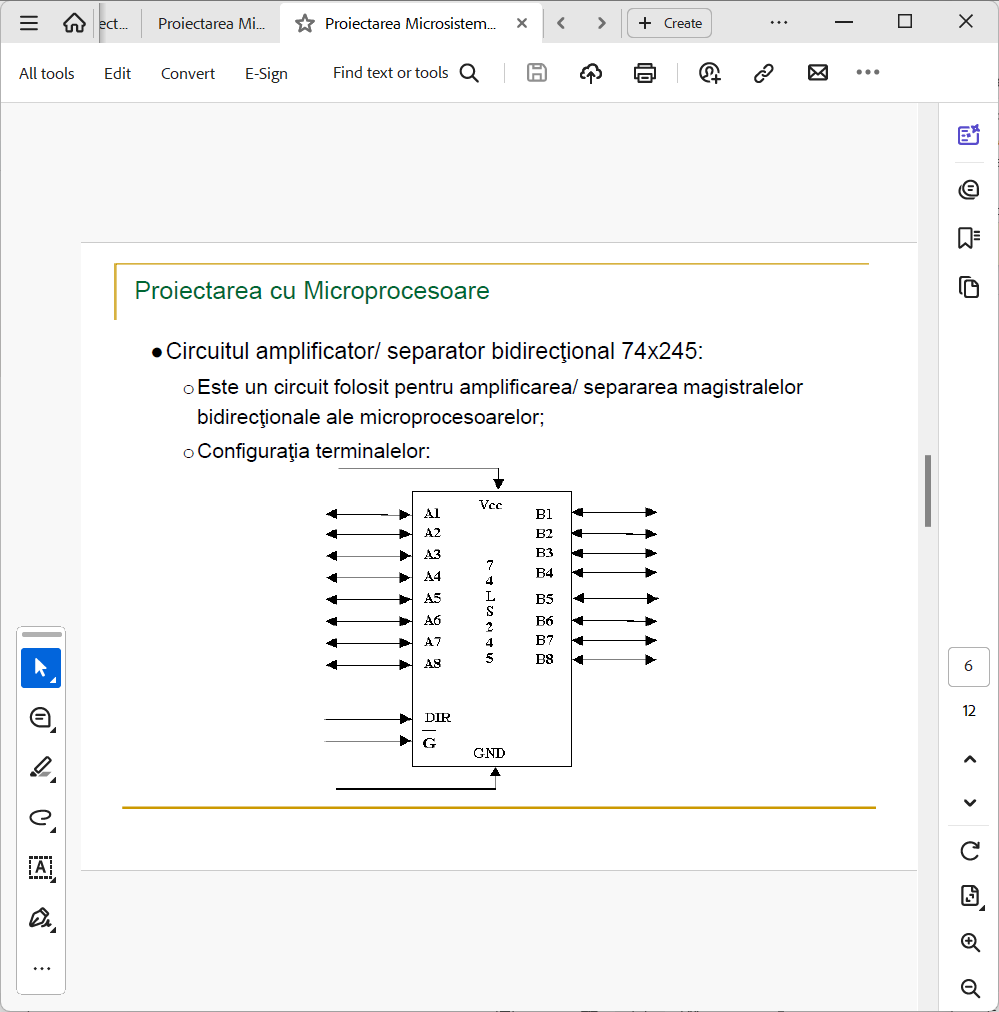 ect...
Proiectarea Mi...
Proiectarea Microsistem...
Create
All tools
Edit
Convert
E-Sign
Find text or tools
Proiectarea cu Microprocesoare
Circuitul amplificator/ separator bidirecţional 74x245:
Este un circuit folosit pentru amplificarea/ separarea magistralelor
bidirecţionale ale microprocesoarelor;
Configuraţia terminalelor:
Vcc
A1
A2
A3
A4
A5
A6
A7
A8
DIR
G
7
4
L
S
2
4
5
B1
B2
B3
B4
B5
B6
B7
B8
GND
6
12